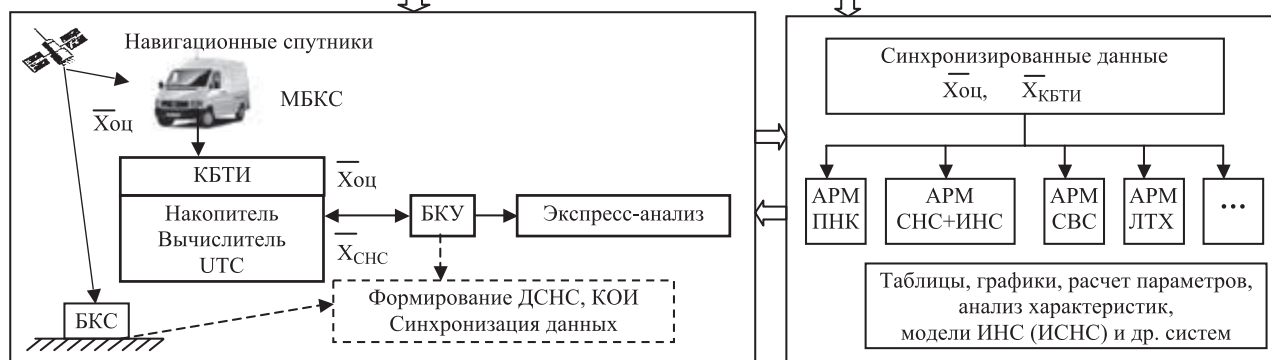 Навигационные спутники
МБКС
X̅оц
КБТИ
Накопитель
Вычислитель
UTC
X̅оц
X̅СНС
БКУ
Экспресс-анализ
Формирование ДСНС, КОИ
Синхронизация данных
БКС
Синхронизированные данные
X̅оц, X̅КБТИ
АРМ
ПНК
АРМ
СНС+ИНС
АРМ
СВС
АРМ
ЛТХ
...
Таблицы, графики, расчет параметров,
анализ характеристик,
модели ИНС (ИСНС) и др. систем